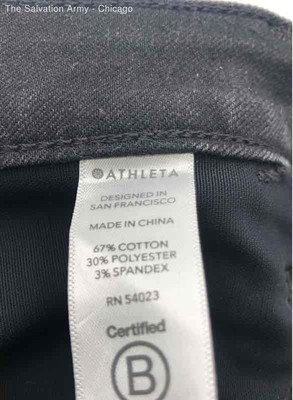 The Salvation Army - Chicago
ATHLETA
DESIGNED IN
SAN FRANCISCO
MADE IN CHINA
67% COTTON
30% POLYESTER
3% SPANDEX
RN 54023
Certified
B